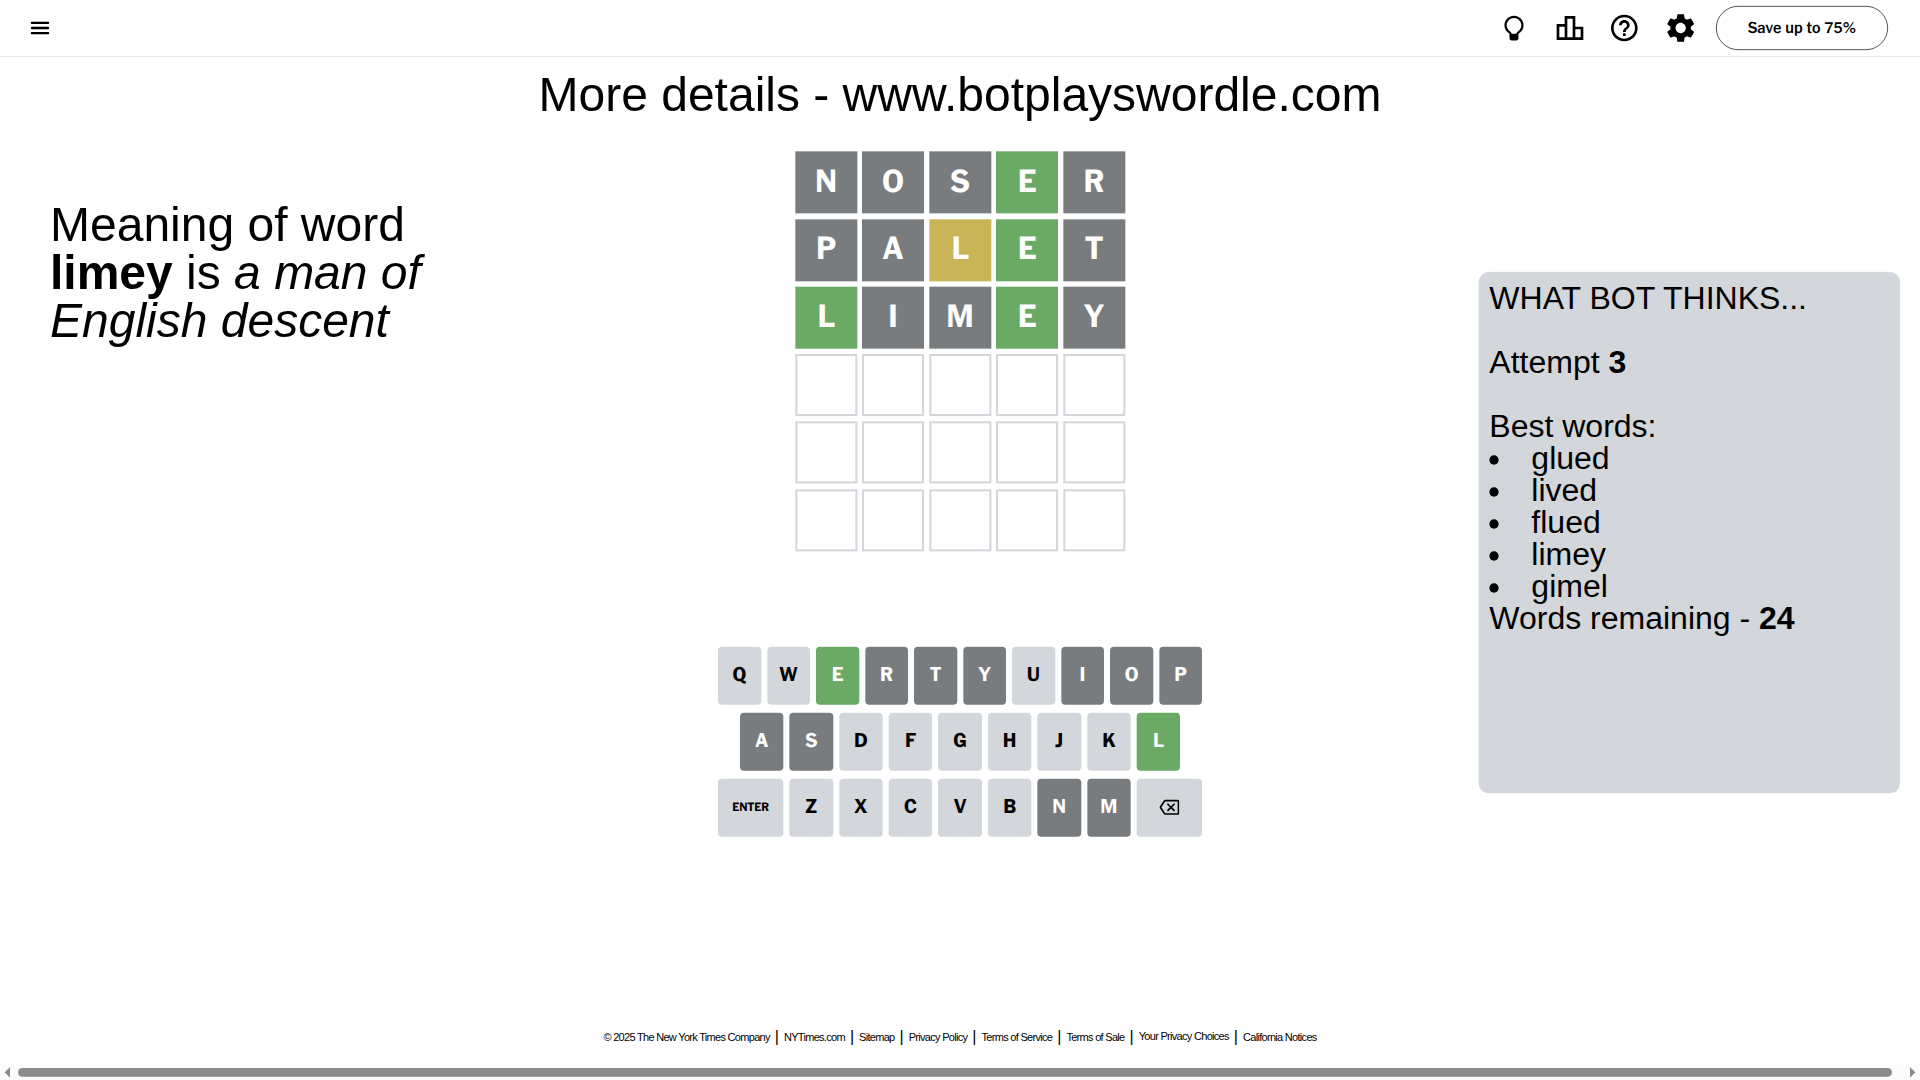 Save up to 75%
More details - www.botplayswordle.com
Meaning of word
limey is a man of
English descent
N O S E R
P A L E T
L I M E Y
WHAT BOT THINKS...
Attempt 3
Best words:
• glued
• lived
• flued
• limey
• gimel
Words remaining - 24
Q W E R T Y U I O P
A S D F G H J K L
ENTER Z X C V B N M
© 2025 The New York Times Company | NYTimes.com | Sitemap | Privacy Policy | Terms of Service | Terms of Sale | Your Privacy Choices | California Notices